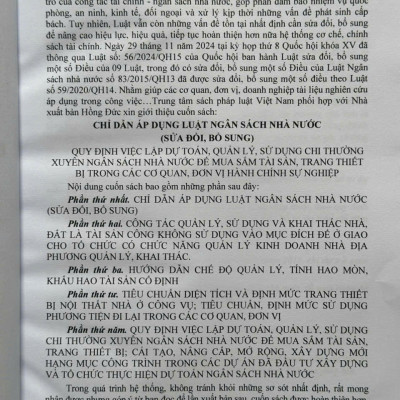 trò của công tác tài chính - ngân sách nhà nước, góp phần đảm bảo nhiệm vụ quốc
phòng, an ninh, kinh tế, đối ngoại và xử lý kịp thời những vấn đề phát sinh cấp
bách. Tuy nhiên, Luật vẫn còn những vấn đề tồn tại nhất định cần sửa đổi, bổ sung
để nâng cao hiệu lực, hiệu quả, tiếp tục hoàn thiện hơn nữa hệ thống cơ chế, chính
sách tài chính. Ngày 29 tháng 11 năm 2024 tại kỳ họp thứ 8 Quốc hội khóa XV đã
thông qua Luật số: 56/2024/QH15 của Quốc hội ban hành Luật sửa đổi, bổ sung
một số Điều của 09 Luật, trong đó có sửa đổi, bổ sung một số Điều của Luật Ngân
sách nhà nước số 83/2015/NH13 đã được sửa đổi, bổ sung một số điều theo Luật
số 59/2020/QH14. Nhằm giúp các cơ quan, đơn vị, doanh nghiệp tài liệu nghiên cứu
áp dụng trong công việc…Trung tâm sách pháp luật Việt Nam phối hợp với Nhà
xuất bản Hồng Đức xin giới thiệu cuốn sách:
CHỈ DẪN ÁP DỤNG LUẬT NGÂN SÁCH NHÀ NƯỚC
(SỬA ĐỔI, BỔ SUNG)
QUY ĐỊNH VIỆC LẬP DỰ TOÁN, QUẢN LÝ, SỬ DỤNG CHI THƯỜNG
XUYÊN NGÂN SÁCH NHÀ NƯỚC ĐỂ MUA SẮM TÀI SẢN, TRANG THIẾT
BỊ TRONG CÁC CƠ QUAN, ĐƠN VỊ HÀNH CHÍNH SỰ NGHIỆP
Nội dung cuốn sách bao gồm những phần sau đây:
Phần thứ nhất. CHỈ DẪN ÁP DỤNG LUẬT NGÂN SÁCH NHÀ NƯỚC
(SỬA ĐỔI, BỔ SUNG)
Phần thứ hai. CÔNG TÁC QUẢN LÝ, SỬ DỤNG VÀ KHAI THÁC NHÀ,
ĐẤT LÀ TÀI SẢN CÔNG KHÔNG SỬ DỤNG VÀO MỤC ĐÍCH ĐỂ Ở GIAO
CHO TỔ CHỨC CÓ CHỨC NĂNG QUẢN LÝ KINH DOANH NHÀ ĐỊA
PHƯƠNG QUẢN LÝ, KHAI THÁC.
Phần thứ ba. HƯỚNG DẪN CHẾ ĐỘ QUẢN LÝ, TÍNH HAO MÒN,
KHẤU HAO TÀI SẢN CỐ ĐỊNH
Phần thứ tư. TIÊU CHUẨN DIỆN TÍCH VÀ ĐỊNH MỨC TRANG THIẾT
BỊ NỘI THẤT NHÀ Ở CÔNG VỤ; TIÊU CHUẨN, ĐỊNH MỨC SỬ DỤNG
PHƯƠNG TIỆN ĐI LẠI TRONG CÁC CƠ QUAN, ĐƠN VỊ
Phần thứ năm. QUY ĐỊNH VIỆC LẬP DỰ TOÁN, QUẢN LÝ, SỬ DỤNG
CHI THƯỜNG XUYÊN NGÂN SÁCH NHÀ NƯỚC ĐỂ MUA SẮM TÀI SẢN,
TRANG THIẾT BỊ; CẢI TẠO, NÂNG CẤP, MỞ RỘNG, XÂY DỰNG MỚI
HẠNG MỤC CÔNG TRÌNH TRONG CÁC DỰ ÁN ĐÃ ĐẦU TƯ XÂY DỰNG
VÀ TỔ CHỨC THỰC HIỆN DỰ TOÁN NGÂN SÁCH NHÀ NƯỚC
Trong quá trình hệ thống, không tránh khỏi những sơ sót nhất định, rất mong
nhận được những góp ý từ bạn đọc để lần xuất bản sau, cuốn sách được hoàn thiện hơn.